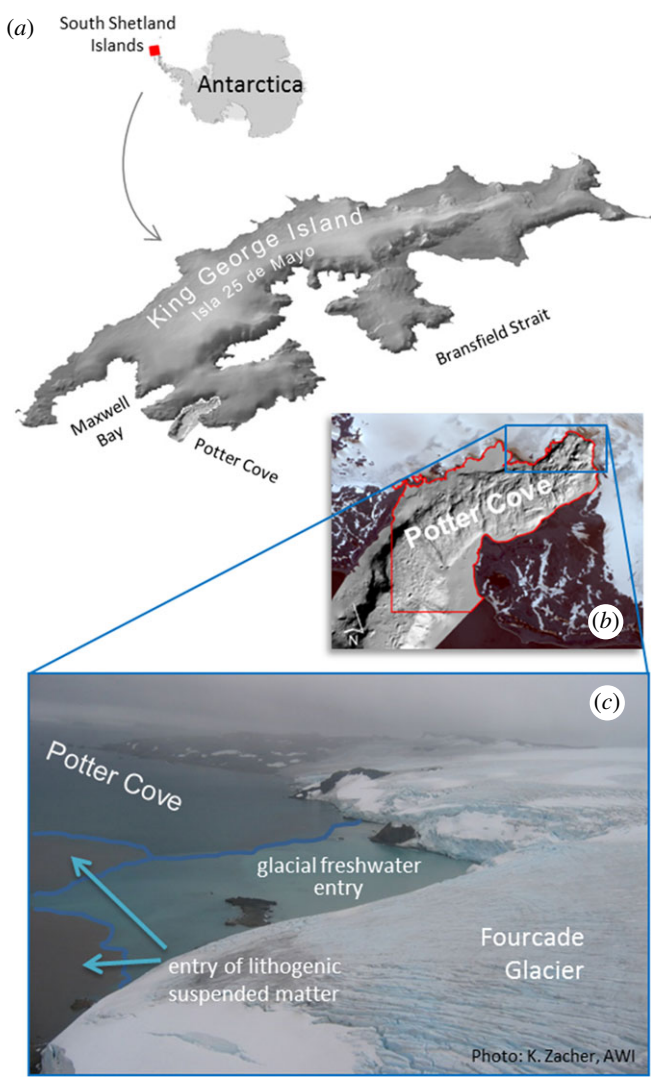 (a)
South Shetland
Islands
Antarctica
King George Island
Isla 25 de Mayo
Bransfield Strait
Maxwell
Bay
Potter Cove
Potter Cove
(b)
N
(c)
Potter Cove
glacial freshwater
entry
Fourcade
Glacier
entry of lithogenic
suspended matter
Photo: K. Zacher, AWI